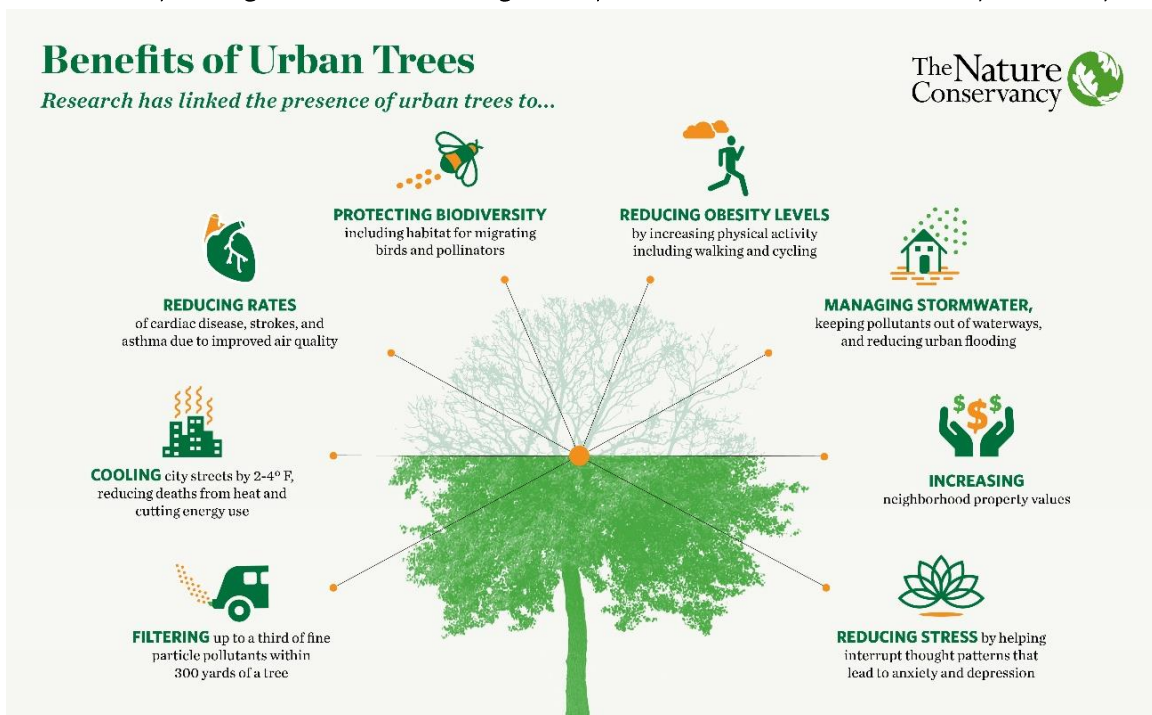 Benefits of Urban Trees
Research has linked the presence of urban trees to...
The Nature
Conservancy
PROTECTING BIODIVERSITY
including habitat for migrating
birds and pollinators
REDUCING OBESITY LEVELS
by increasing physical activity
including walking and cycling
REDUCING RATES
of cardiac disease, strokes, and
asthma due to improved air quality
MANAGING STORMWATER,
keeping pollutants out of waterways,
and reducing urban flooding
COOLING city streets by 2-4° F,
reducing deaths from heat and
cutting energy use
$ $ $
INCREASING
neighborhood property values
FILTERING up to a third of fine
particle pollutants within
300 yards of a tree
REDUCING STRESS by helping
interrupt thought patterns that
lead to anxiety and depression